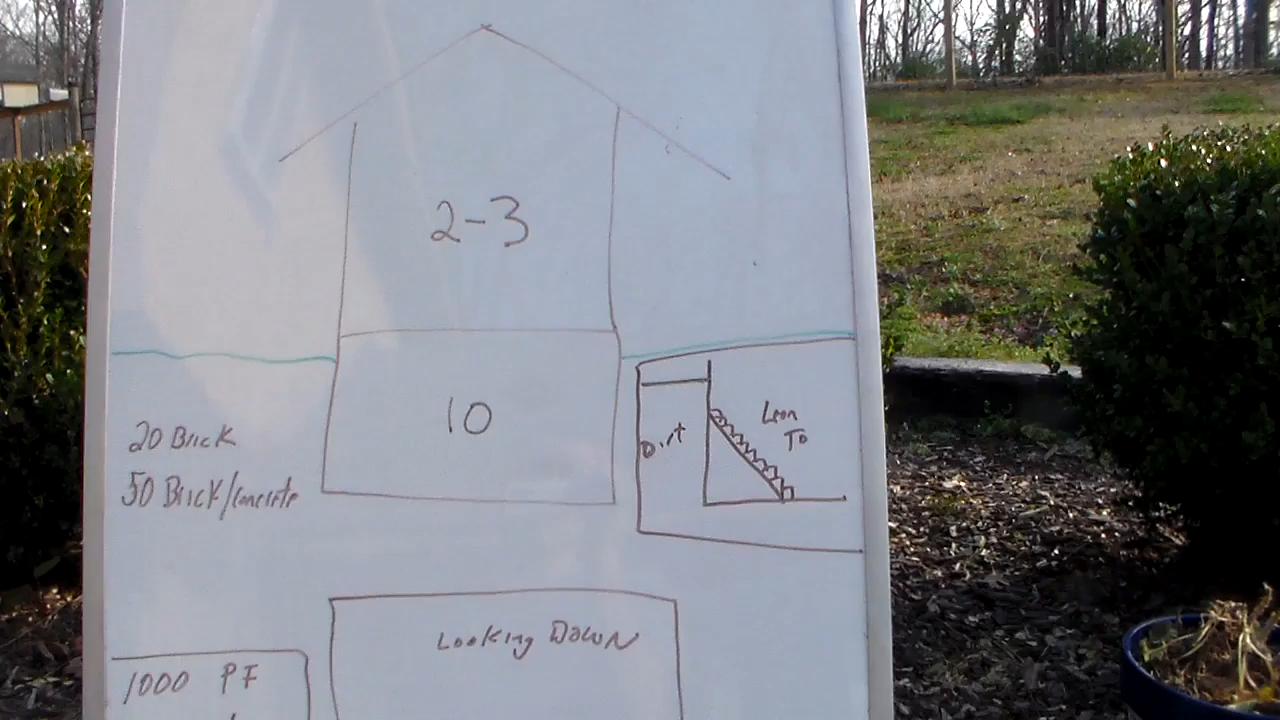 2-3
10
20 Brick
50 Brick/Concrete
Dirt
Lean
To
Looking Down
1000 PF